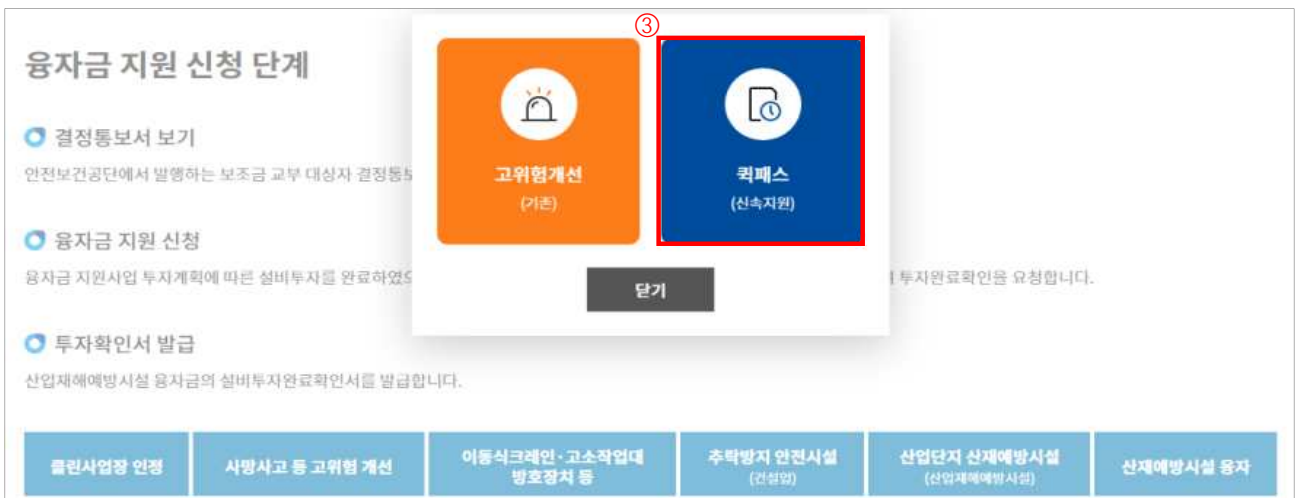 ③
융자금 지원 신청 단계
결정통보서 보기
안전보건공단에서 발행하는 보조금 교부 대상자 결정통보
고위험개선
(기존)
퀵패스
(신속지원)
융자금 지원 신청
융자금 지원사업 투자계획에 따른 설비투자를 완료하였으
투자완료확인을 요청합니다.
닫기
투자확인서 발급
산업재해예방시설 융자금의 설비투자완료확인서를 발급합니다.
클린사업장 인정
사망사고 등 고위험 개선
이동식크레인·고소작업대
방호장치 등
추락방지 안전시설
(건설업)
산업단지 산재예방시설
(산업재해예방시설)
산재예방시설 융자